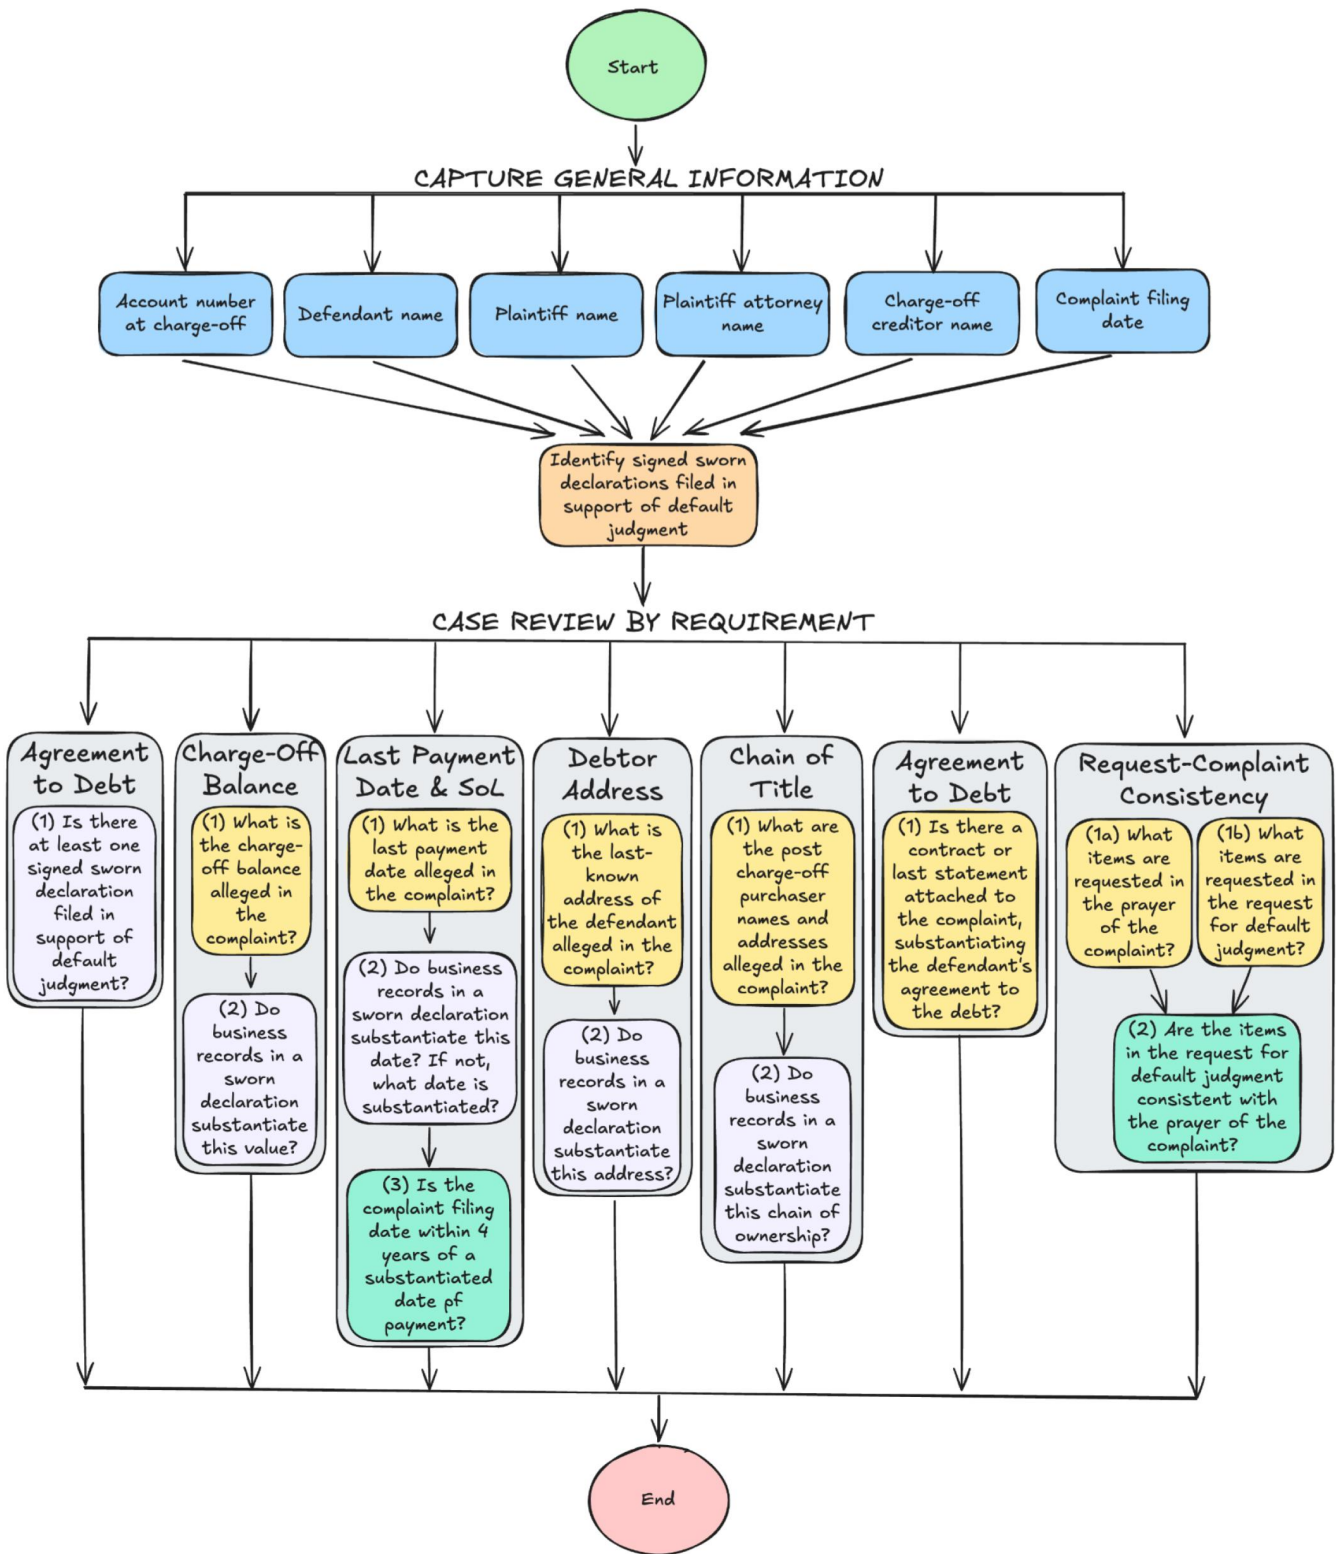 Start
CAPTURE GENERAL INFORMATION
Account number
at charge-off
Defendant name
Plaintiff name
Plaintiff attorney
name
Charge-off
creditor name
Complaint filing
date
Identify signed sworn
declarations filed in
support of default
judgment
CASE REVIEW BY REQUIREMENT
Agreement
to Debt
(1) Is there
at least one
signed sworn
declaration
filed in
support of
default
judgment?
Charge-Off
Balance
(1) What is
the charge-
off balance
alleged in
the
complaint?
(2) Do
business
records in a
sworn
declaration
substantiate
this value?
Last Payment
Date & SoL
(1) What is the
last payment
date alleged in
the complaint?
(2) Do business
records in a
sworn declaration
substantiate this
date? If not,
what date is
substantiated?
(3) Is the
complaint filing
date within 4
years of a
substantiated
date pf
payment?
Debtor
Address
(1) What is
the last-
known
address of
the defendant
alleged in the
complaint?
(2) Do
business
records in a
sworn
declaration
substantiate
this address?
Chain of
Title
(1) What are
the post
charge-off
purchaser
names and
addresses
alleged in the
complaint?
(2) Do
business
records in a
sworn
declaration
substantiate
this chain of
ownership?
Agreement
to Debt
(1) Is there a
contract or
last statement
attached to
the complaint,
substantiating
the defendant's
agreement to
the debt?
Request-Complaint
Consistency
(1a) What
items are
requested in
the prayer
of the
complaint?
(1b) What
items are
requested in
the request
for default
judgment?
(2) Are the items
in the request for
default judgment
consistent with
the prayer of the
complaint?
End